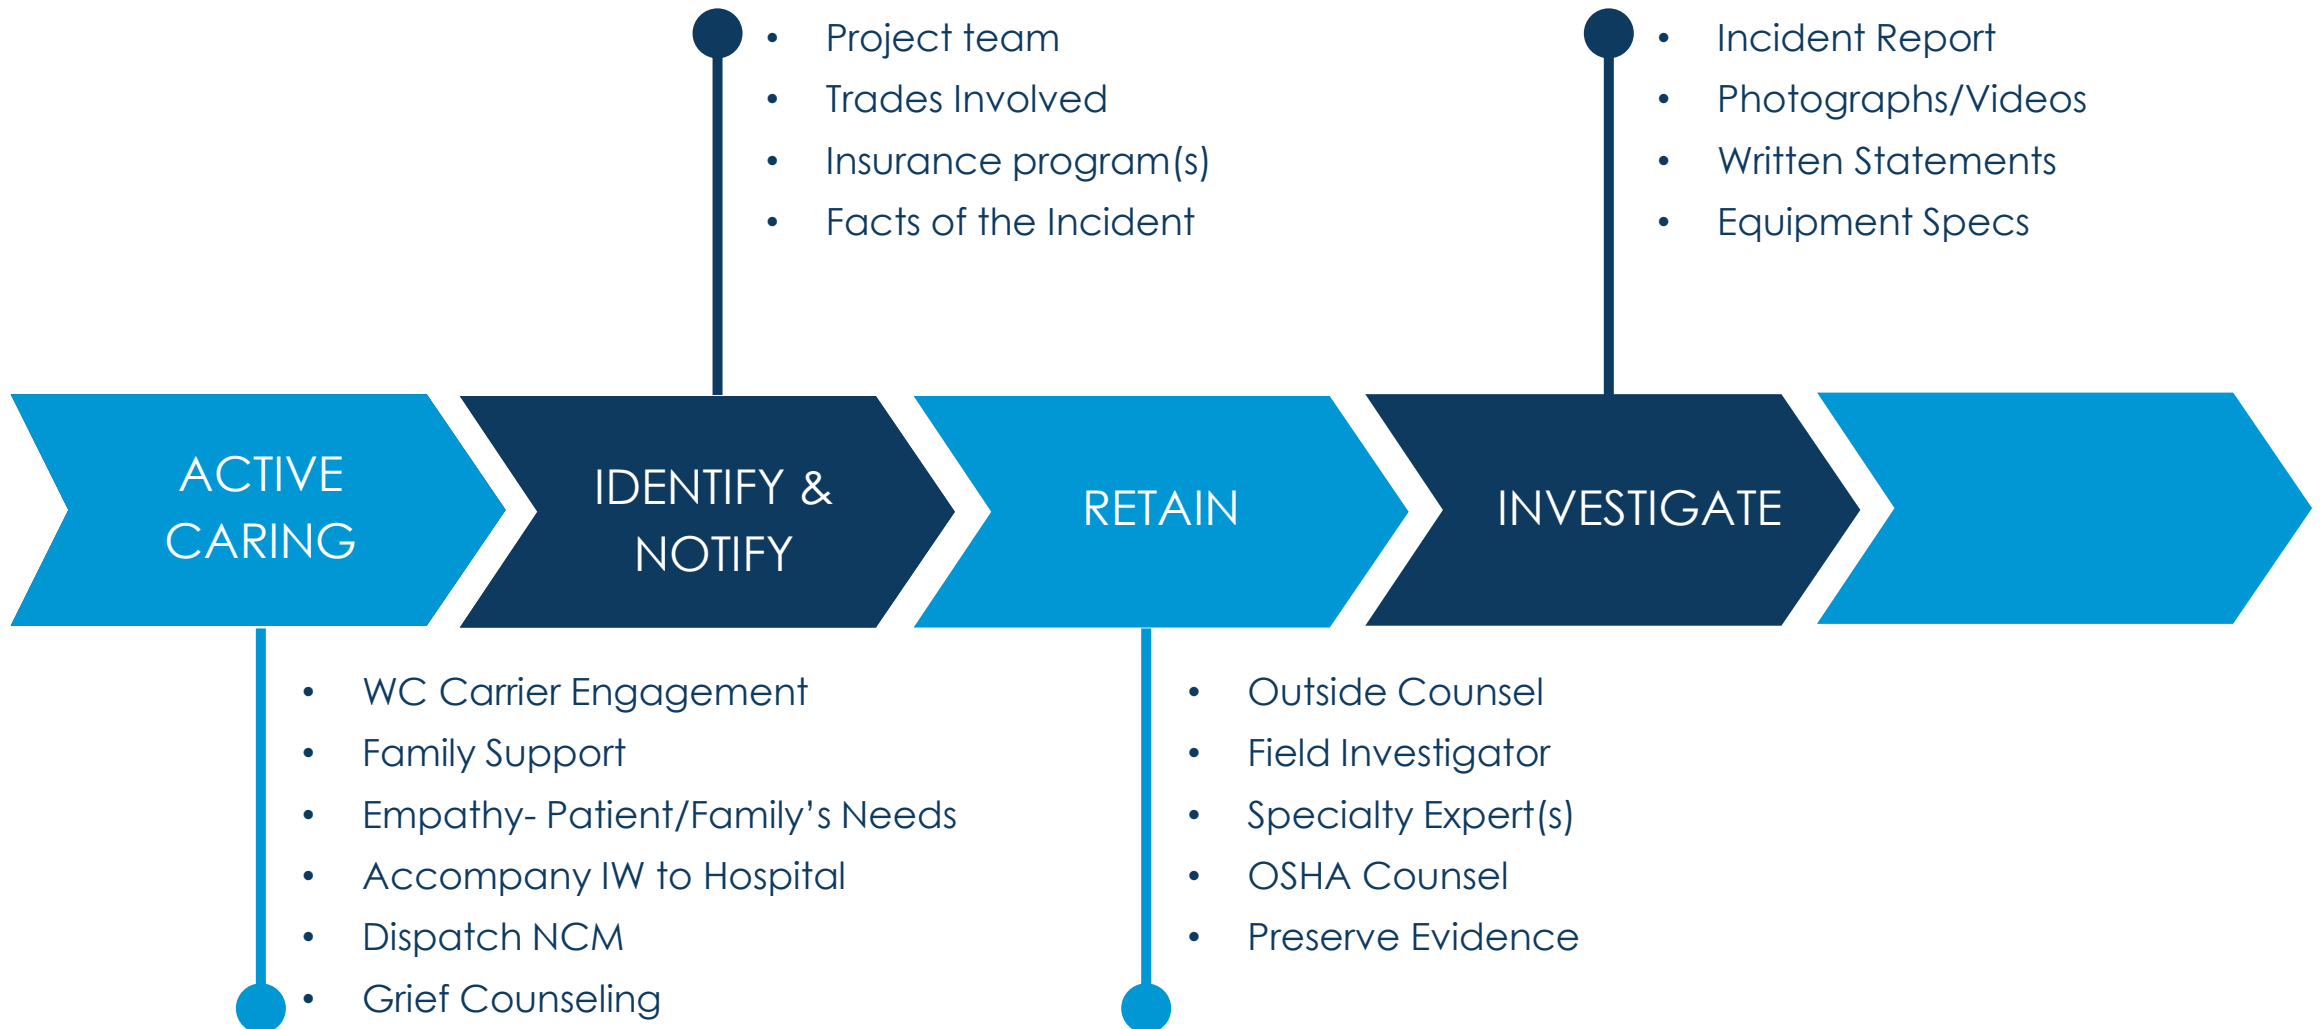 • Project team
• Trades Involved
• Insurance program(s)
• Facts of the Incident
• Incident Report
• Photographs/Videos
• Written Statements
• Equipment Specs
ACTIVE
CARING
IDENTIFY &
NOTIFY
RETAIN
INVESTIGATE
• WC Carrier Engagement
• Family Support
• Empathy- Patient/Family’s Needs
• Accompany IW to Hospital
• Dispatch NCM
• Grief Counseling
• Outside Counsel
• Field Investigator
• Specialty Expert(s)
• OSHA Counsel
• Preserve Evidence